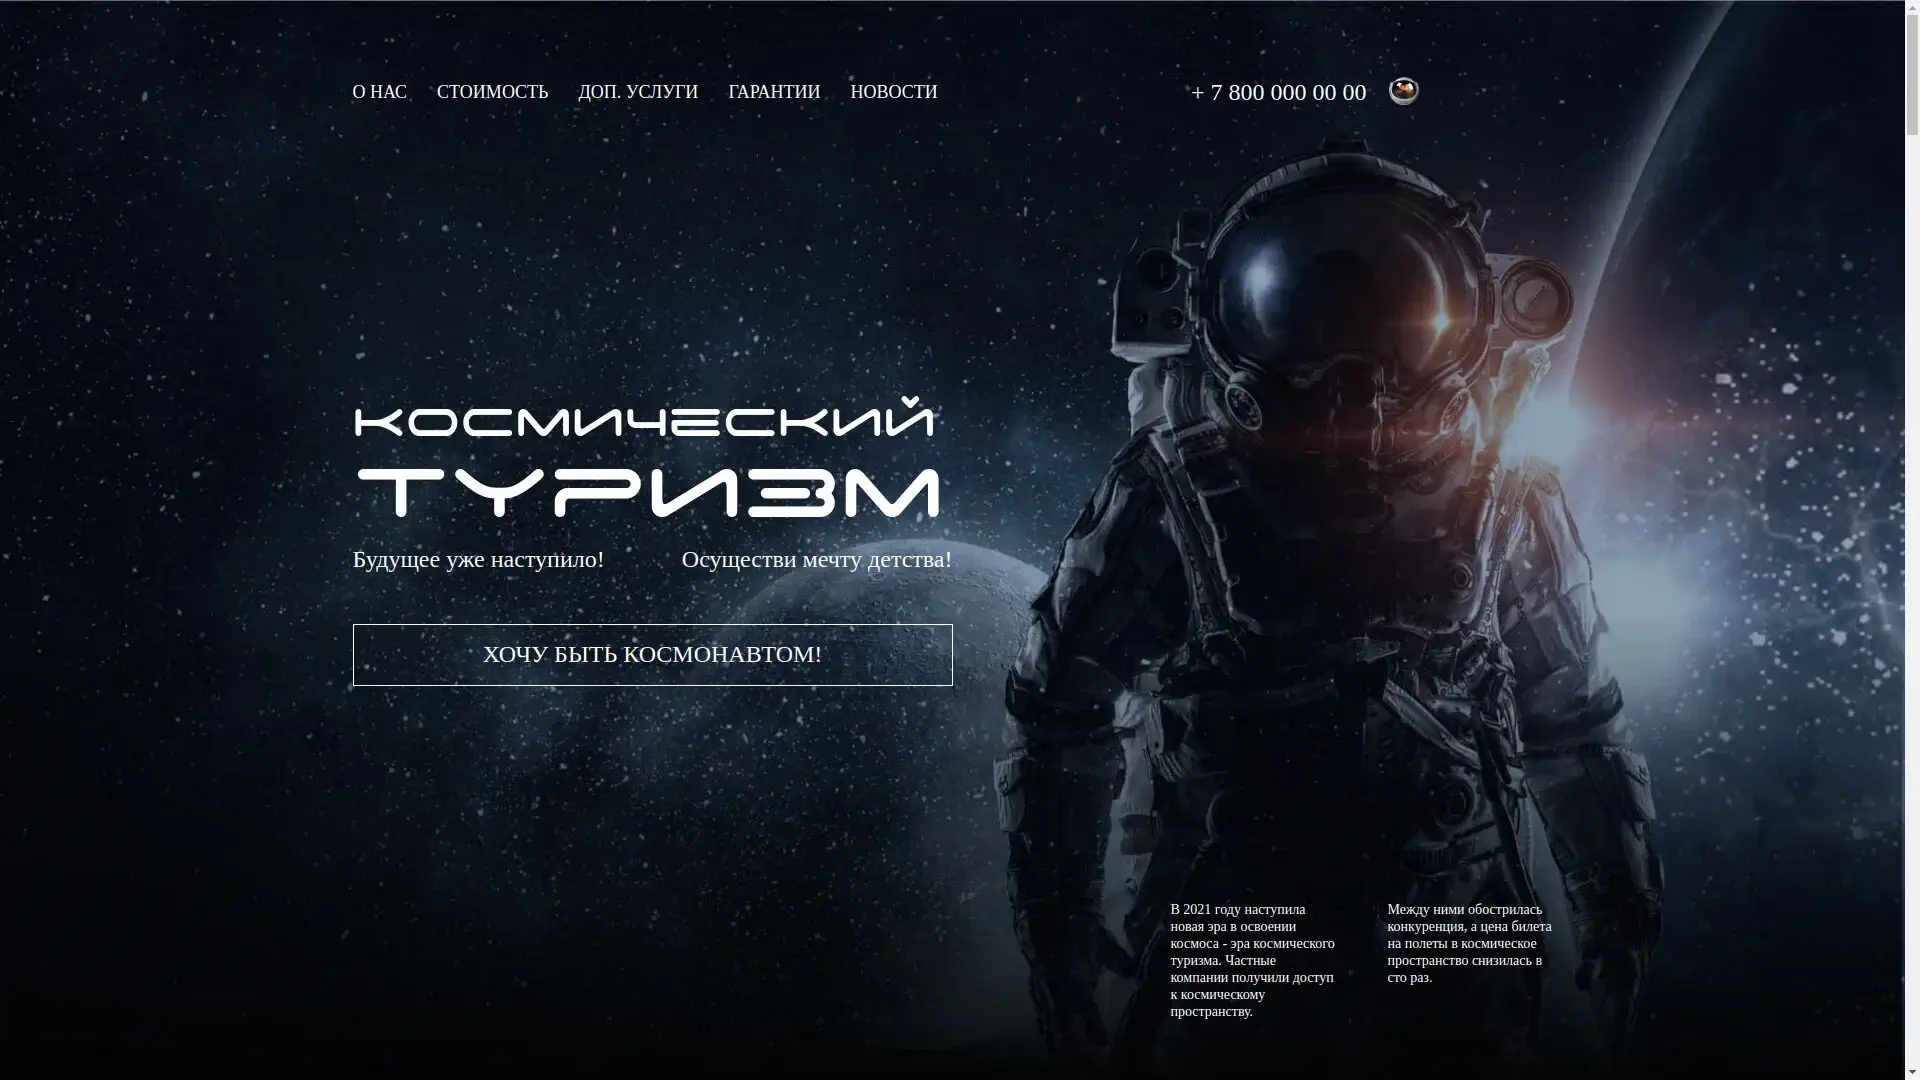 О НАС СТОИМОСТЬ ДОП. УСЛУГИ ГАРАНТИИ НОВОСТИ + 7 800 000 00 00
КОСМИЧЕСКИЙ
ТУРИЗМ
Будущее уже наступило! Осуществи мечту детства!
ХОЧУ БЫТЬ КОСМОНАВТОМ!
В 2021 году наступила
новая эра в освоении
космоса - эра космического
туризма. Частные
компании получили доступ
к космическому
пространству.
Между ними обострилась
конкуренция, а цена билета
на полеты в космическое
пространство снизилась в
сто раз.